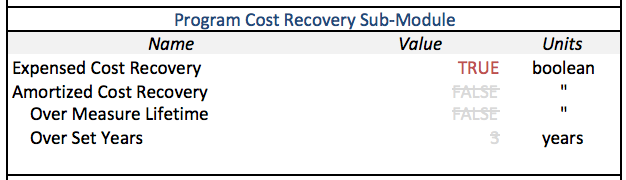 Program Cost Recovery Sub-Module
Name Value Units
Expensed Cost Recovery TRUE boolean
Amortized Cost Recovery FALSE "
Over Measure Lifetime FALSE "
Over Set Years 3 years